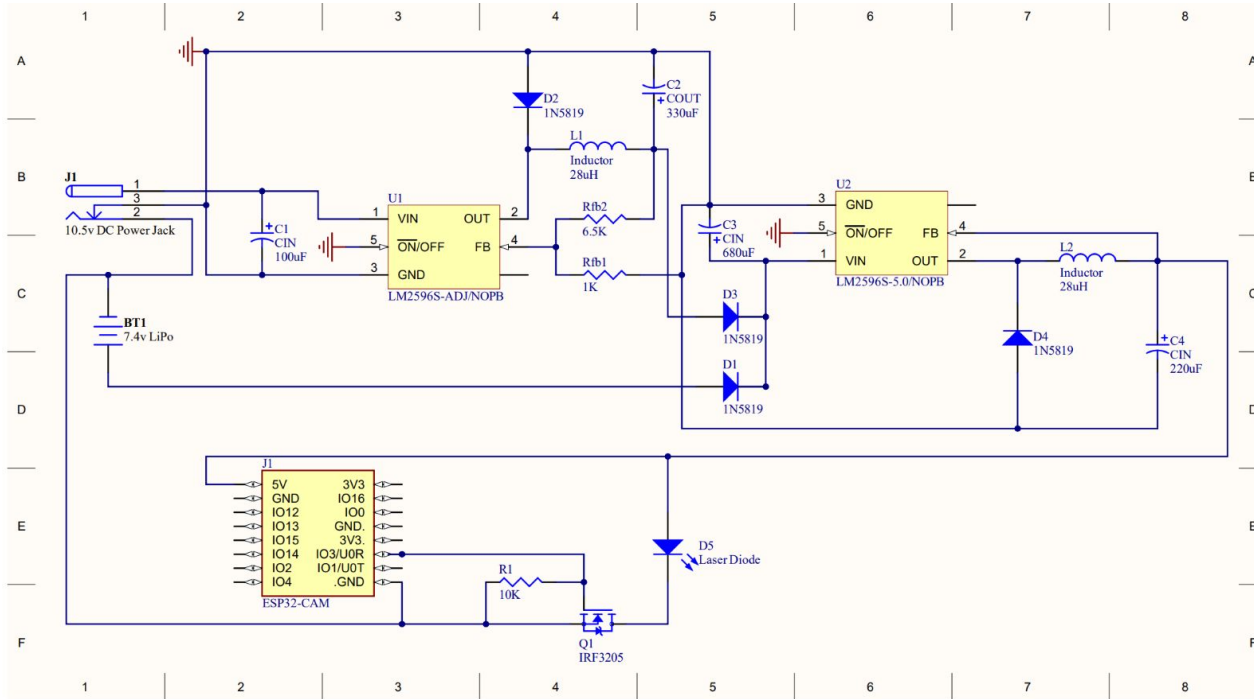 1 2 3 4 5 6 7 8
A A
D2
1N5819
C2
+ COUT
330uF
L1
Inductor
28uH
B B
J1
1
3
2
10.5v DC Power Jack
U1
1 VIN OUT 2
5 ON/OFF FB 4
3 GND
LM2596S-ADJ/NOPB
C1
+ CIN
100uF
Rfb2
6.5K
Rfb1
1K
U2
3 GND
5 ON/OFF FB 4
1 VIN OUT 2
LM2596S-5.0/NOPB
C3
CIN
+ 680uF
L2
Inductor
28uH
C C
BT1
7.4v LiPo
D3
1N5819
D1
1N5819
D4
1N5819
+ C4
CIN
220uF
D D
J1
5V 3V3
GND IO16
IO12 IO0
IO13 GND.
IO15 3V3.
IO14 IO3/U0R
IO2 IO1/U0T
IO4 .GND
ESP32-CAM
E E
D5
Laser Diode
R1
10K
Q1
IRF3205
F F
1 2 3 4 5 6 7 8